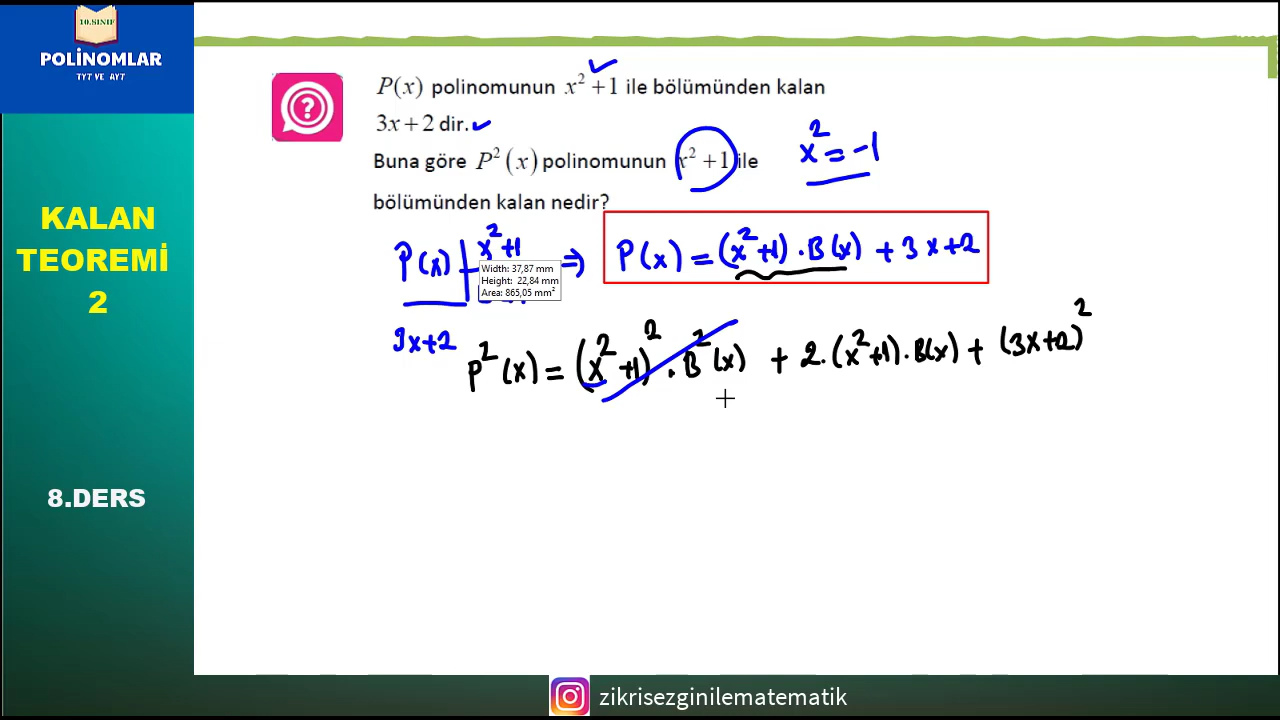 10.SINIF
POLİNOMLAR
TYT VE AYT
KALAN
TEOREMİ
2
8.DERS
P(x) polinomunun x² +1 ile bölümünden kalan
3x+2 dir.
Buna göre P²(x) polinomunun x² +1 ile
bölümünden kalan nedir?
x² = -1
P(x) | x²+1 ⇒ P(x) = (x²+1).B(x) + 3x+2
Width: 37,87 mm
Height: 22,84 mm
Area: 865,05 mm²
3x+2
P²(x) = (x²+1)².B²(x) + 2.(x²+1).B(x) + (3x+2)²
zikrisezginilematematik